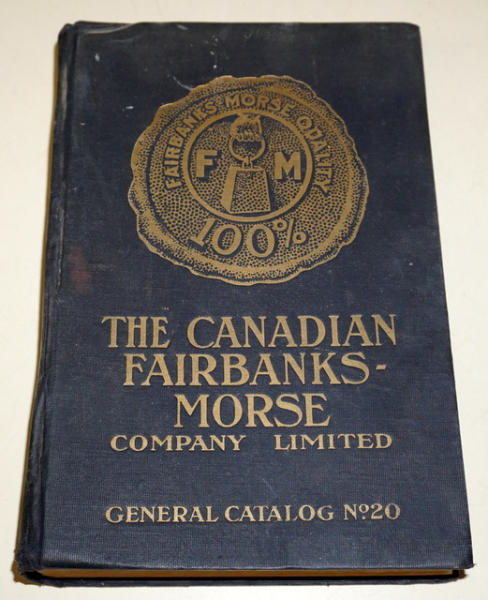 FAIRBANKS MORSE QUALITY
F M
100%
THE CANADIAN
FAIRBANKS-
MORSE
COMPANY LIMITED
GENERAL CATALOG Nº20